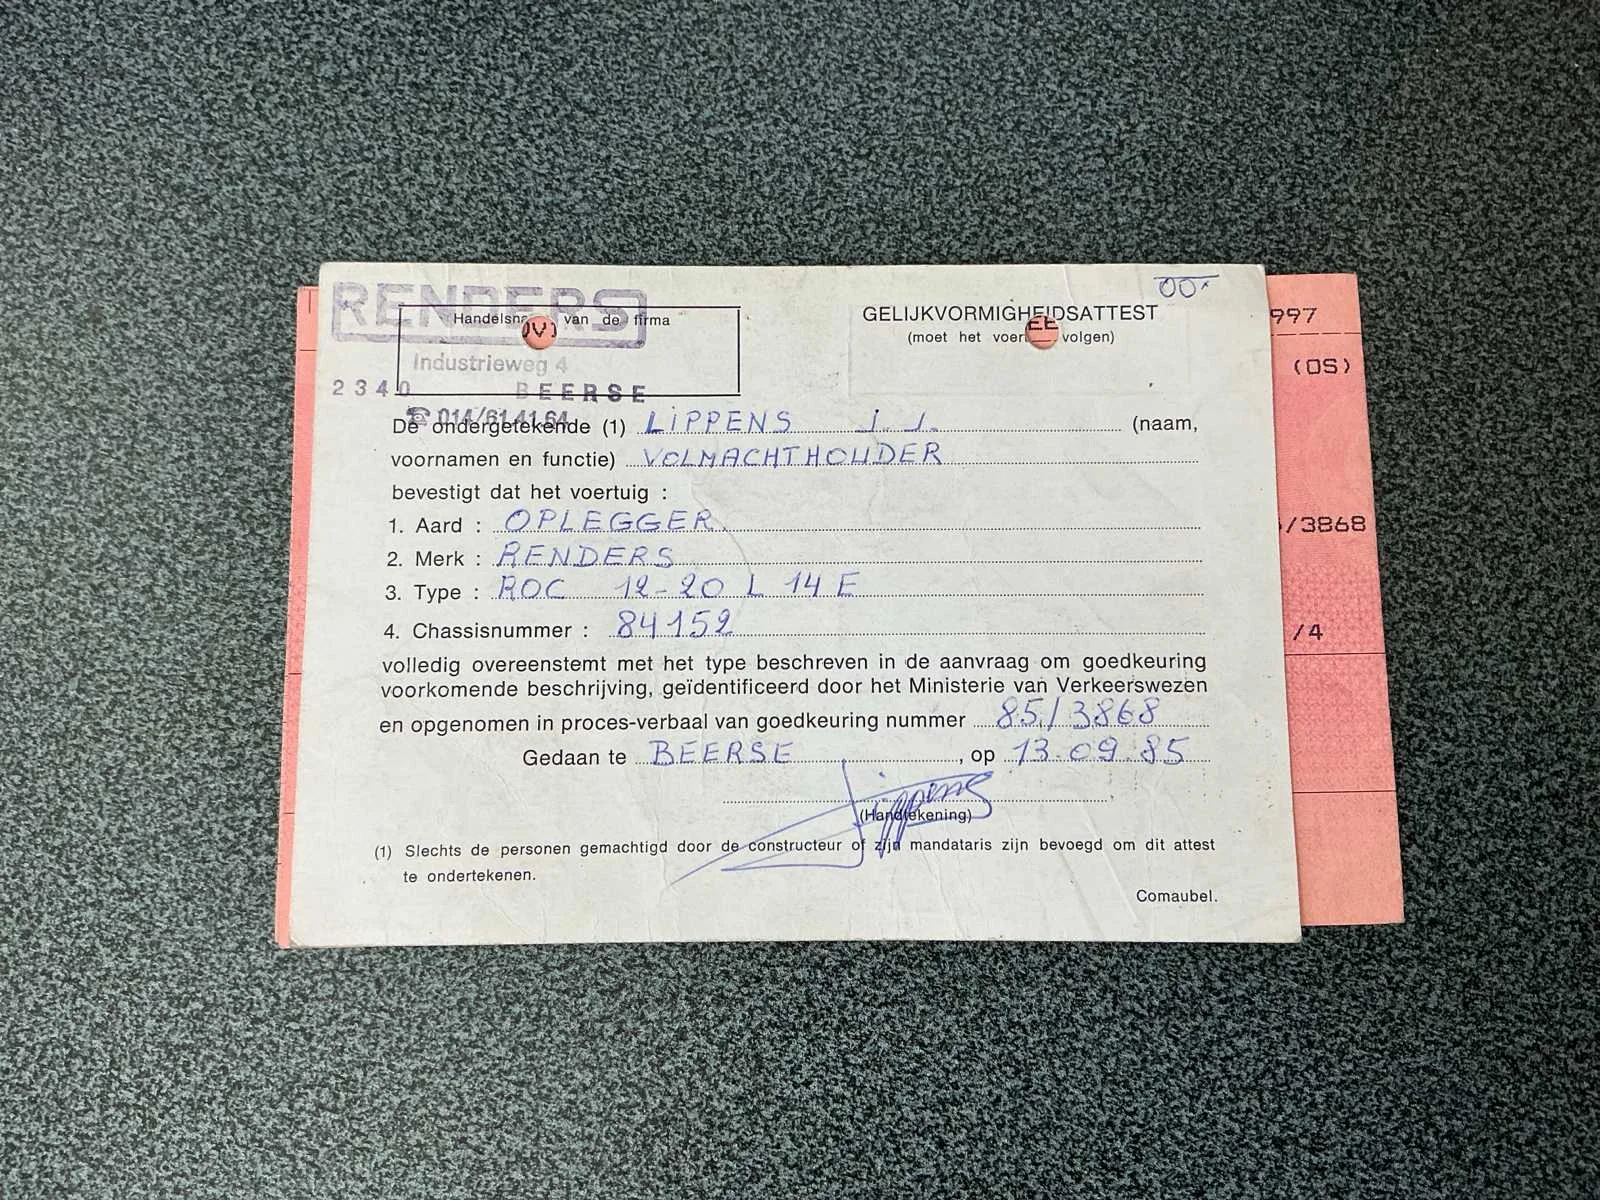 RENDERS
Handelsna van de firma
Industrieweg 4
2340 BEERSE
☎ 014/61.41.64
00
GELIJKVORMIGHEIDSATTEST
(moet het voer volgen)
De ondergetekende (1) LIPPENS J. J. (naam,
voornamen en functie) VOLMACHTHOUDER
bevestigt dat het voertuig :
1. Aard : OPLEGGER
2. Merk : RENDERS
3. Type : ROC 12-20 L 14 E
4. Chassisnummer : 84152
volledig overeenstemt met het type beschreven in de aanvraag om goedkeuring
voorkomende beschrijving, geïdentificeerd door het Ministerie van Verkeerswezen
en opgenomen in proces-verbaal van goedkeuring nummer 85/3868
Gedaan te BEERSE, op 13.09.85
Lippens
(Handtekening)
(1) Slechts de personen gemachtigd door de constructeur of zijn mandataris zijn bevoegd om dit attest
te ondertekenen.
Comaubel.
997
(OS)
/3868
/4